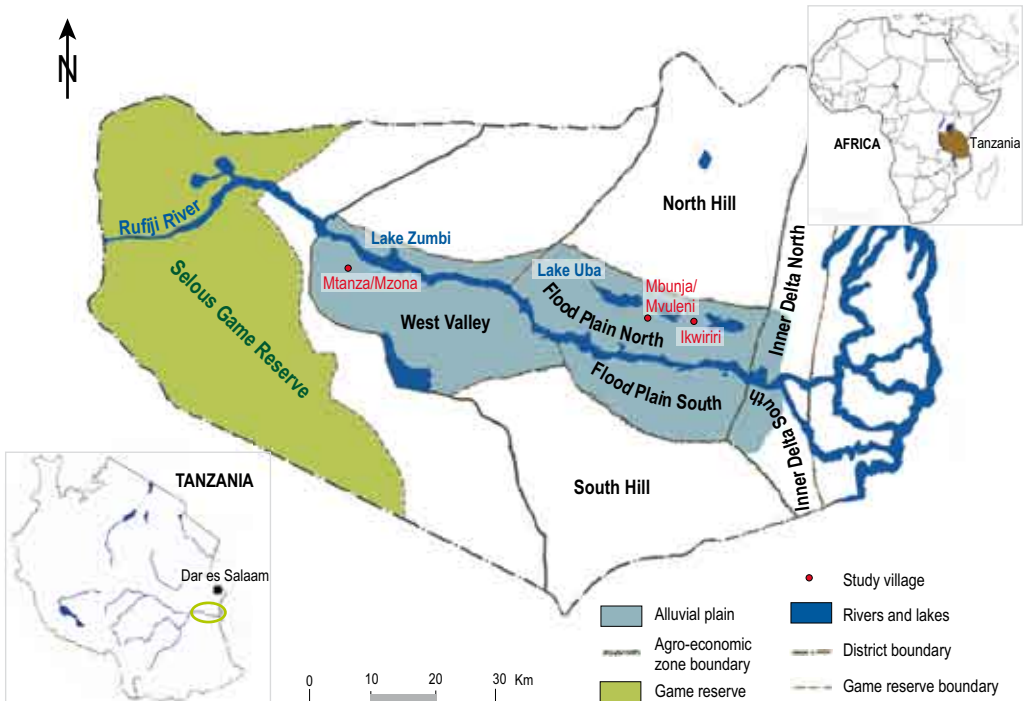 N
AFRICA
Tanzania
Rufiji River
Selous Game Reserve
Lake Zumbi
Mtanza/Mzona
West Valley
North Hill
Lake Uba
Mbunja/
Mvuleni
Ikwiriri
Flood Plain North
Flood Plain South
Inner Delta North
Inner Delta South
South Hill
TANZANIA
Dar es Salaam
0 10 20 30 Km
Alluvial plain
Agro-economic
zone boundary
Game reserve
Study village
Rivers and lakes
District boundary
Game reserve boundary